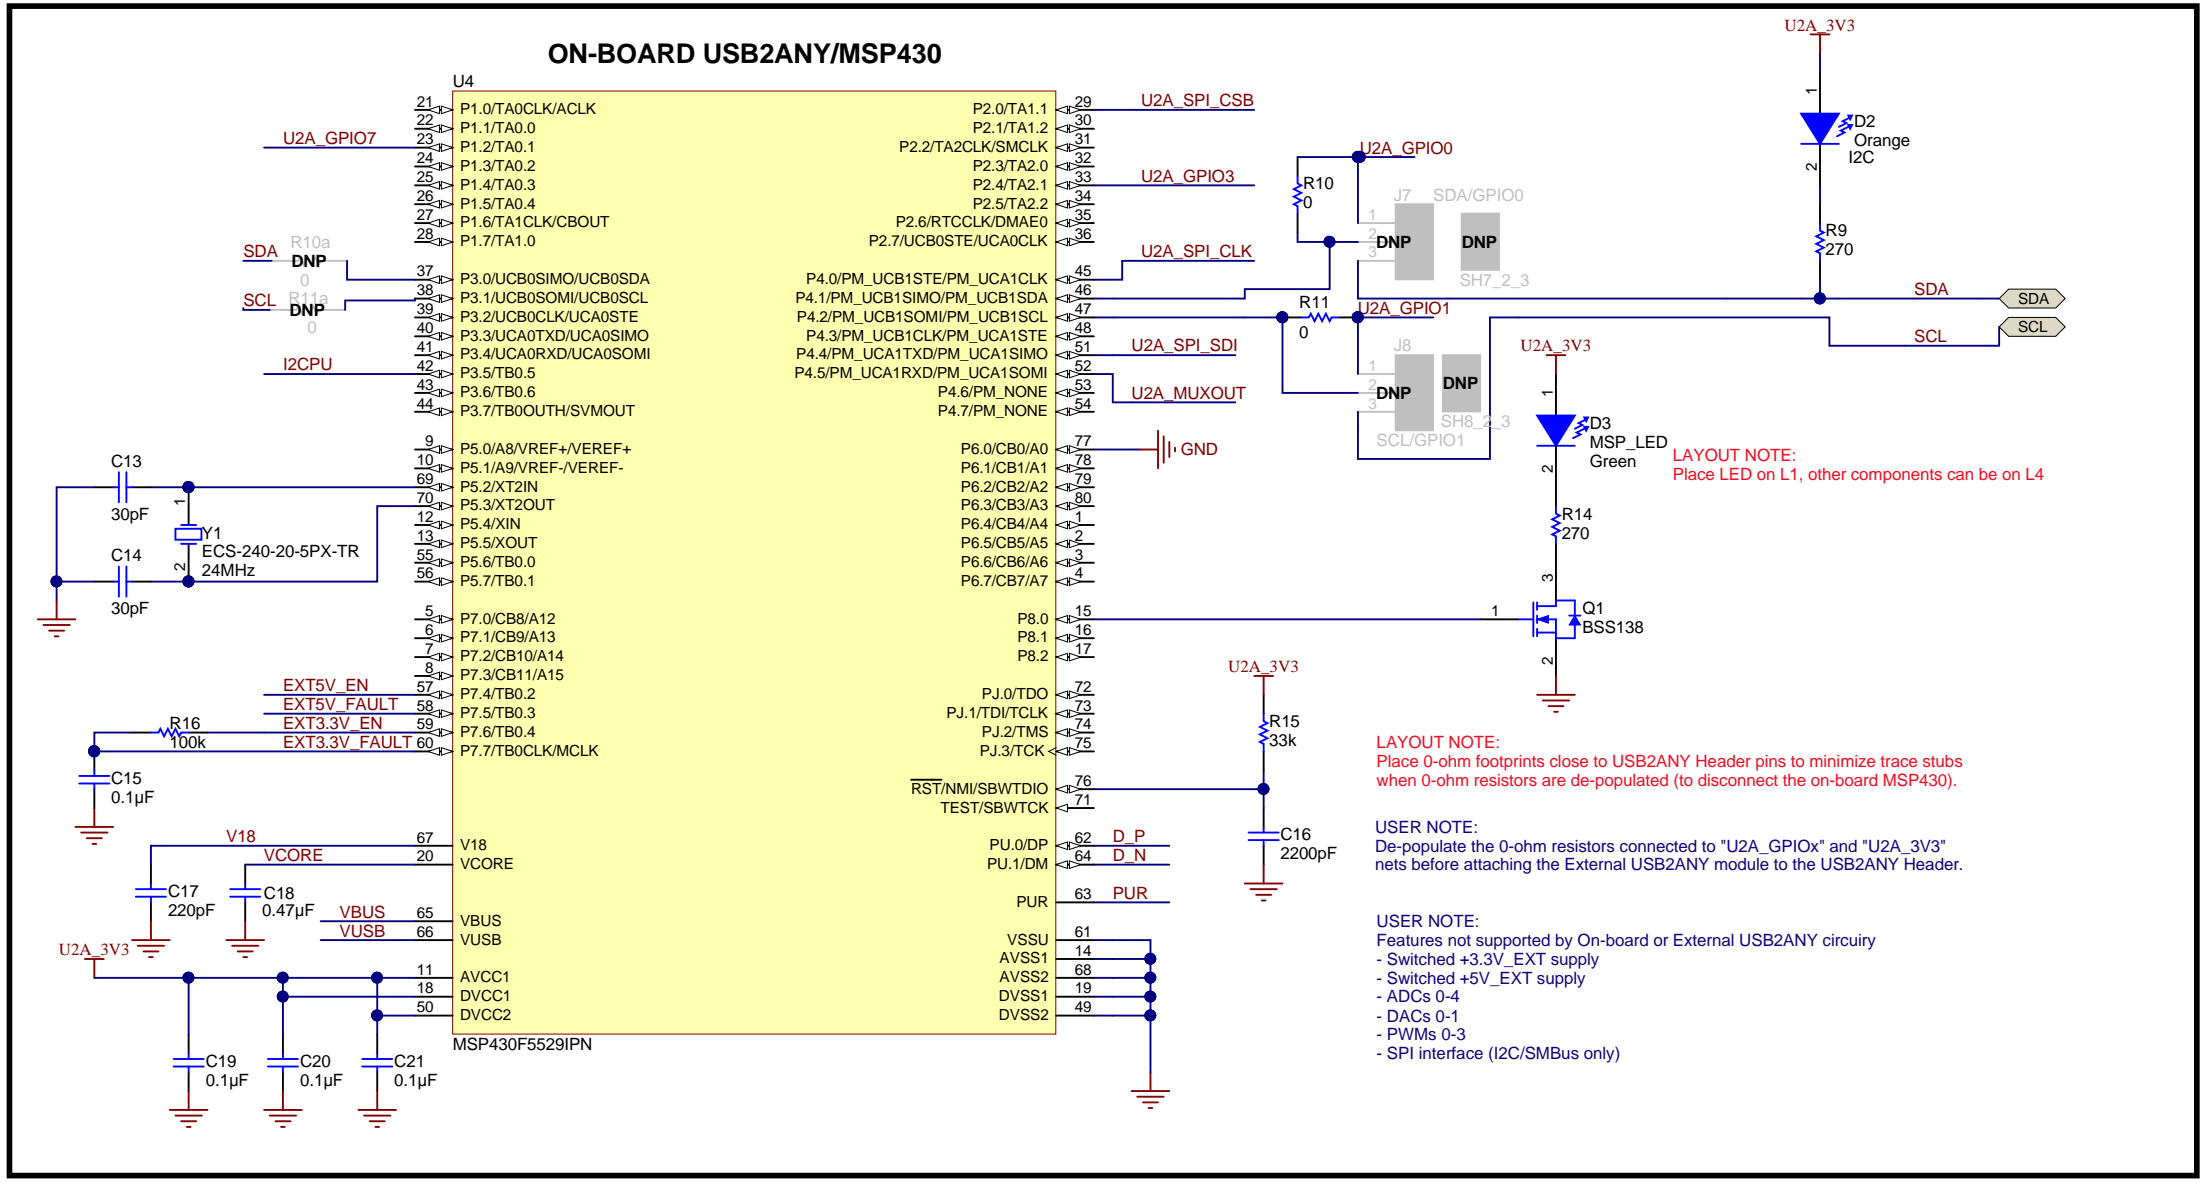 ON-BOARD USB2ANY/MSP430
U4
21 P1.0/TA0CLK/ACLK
22 P1.1/TA0.0
U2A_GPIO7 23 P1.2/TA0.1
24 P1.3/TA0.2
25 P1.4/TA0.3
26 P1.5/TA0.4
27 P1.6/TA1CLK/CBOUT
28 P1.7/TA1.0
SDA R10a DNP 0
37 P3.0/UCB0SIMO/UCB0SDA
SCL R11a DNP 0
38 P3.1/UCB0SOMI/UCB0SCL
39 P3.2/UCB0CLK/UCA0STE
40 P3.3/UCA0TXD/UCA0SIMO
41 P3.4/UCA0RXD/UCA0SOMI
I2CPU 42 P3.5/TB0.5
43 P3.6/TB0.6
44 P3.7/TB0OUTH/SVMOUT
9 P5.0/A8/VREF+/VEREF+
10 P5.1/A9/VREF-/VEREF-
69 P5.2/XT2IN
70 P5.3/XT2OUT
12 P5.4/XIN
13 P5.5/XOUT
55 P5.6/TB0.0
56 P5.7/TB0.1
C13
30pF
C14
30pF
1
2
Y1
ECS-240-20-5PX-TR
24MHz
5 P7.0/CB8/A12
6 P7.1/CB9/A13
7 P7.2/CB10/A14
8 P7.3/CB11/A15
EXT5V_EN 57 P7.4/TB0.2
EXT5V_FAULT 58 P7.5/TB0.3
EXT3.3V_EN 59 P7.6/TB0.4
EXT3.3V_FAULT 60 P7.7/TB0CLK/MCLK
R16
100k
C15
0.1µF
V18 67 V18
VCORE 20 VCORE
C17
220pF
C18
0.47µF
VBUS 65 VBUS
VUSB 66 VUSB
U2A_3V3
11 AVCC1
18 DVCC1
50 DVCC2
C19
0.1µF
C20
0.1µF
C21
0.1µF
MSP430F5529IPN
P2.0/TA1.1 29 U2A_SPI_CSB
P2.1/TA1.2 30
P2.2/TA2CLK/SMCLK 31
P2.3/TA2.0 32
P2.4/TA2.1 33 U2A_GPIO3
P2.5/TA2.2 34
P2.6/RTCCLK/DMAE0 35
P2.7/UCB0STE/UCA0CLK 36
P4.0/PM_UCB1STE/PM_UCA1CLK 45 U2A_SPI_CLK
P4.1/PM_UCB1SIMO/PM_UCB1SDA 46
P4.2/PM_UCB1SOMI/PM_UCB1SCL 47
P4.3/PM_UCB1CLK/PM_UCA1STE 48
P4.4/PM_UCA1TXD/PM_UCA1SIMO 51 U2A_SPI_SDI
P4.5/PM_UCA1RXD/PM_UCA1SOMI 52 U2A_MUXOUT
P4.6/PM_NONE 53
P4.7/PM_NONE 54
P6.0/CB0/A0 77 GND
P6.1/CB1/A1 78
P6.2/CB2/A2 79
P6.3/CB3/A3 80
P6.4/CB4/A4 1
P6.5/CB5/A5 2
P6.6/CB6/A6 3
P6.7/CB7/A7 4
P8.0 15
P8.1 16
P8.2 17
PJ.0/TDO 72
PJ.1/TDI/TCLK 73
PJ.2/TMS 74
PJ.3/TCK 75
RST/NMI/SBWTDIO 76
TEST/SBWTCK 71
PU.0/DP 62 D_P
PU.1/DM 64 D_N
PUR 63 PUR
VSSU 61
AVSS1 14
AVSS2 68
DVSS1 19
DVSS2 49
U2A_3V3
R15
33k
C16
2200pF
U2A_GPIO0
R10
0
J7 SDA/GPIO0
1
2
3
DNP
DNP
SH7_2_3
R11
0
U2A_GPIO1
J8
1
2
3
DNP
DNP
SH8_2_3
SCL/GPIO1
U2A_3V3
1
D2
Orange
I2C
2
R9
270
SDA SDA
SCL SCL
U2A_3V3
1
D3
MSP_LED
Green
2
R14
270
3
1
Q1
BSS138
2
LAYOUT NOTE:
Place LED on L1, other components can be on L4
LAYOUT NOTE:
Place 0-ohm footprints close to USB2ANY Header pins to minimize trace stubs
when 0-ohm resistors are de-populated (to disconnect the on-board MSP430).
USER NOTE:
De-populate the 0-ohm resistors connected to "U2A_GPIOx" and "U2A_3V3"
nets before attaching the External USB2ANY module to the USB2ANY Header.
USER NOTE:
Features not supported by On-board or External USB2ANY circuiry
- Switched +3.3V_EXT supply
- Switched +5V_EXT supply
- ADCs 0-4
- DACs 0-1
- PWMs 0-3
- SPI interface (I2C/SMBus only)